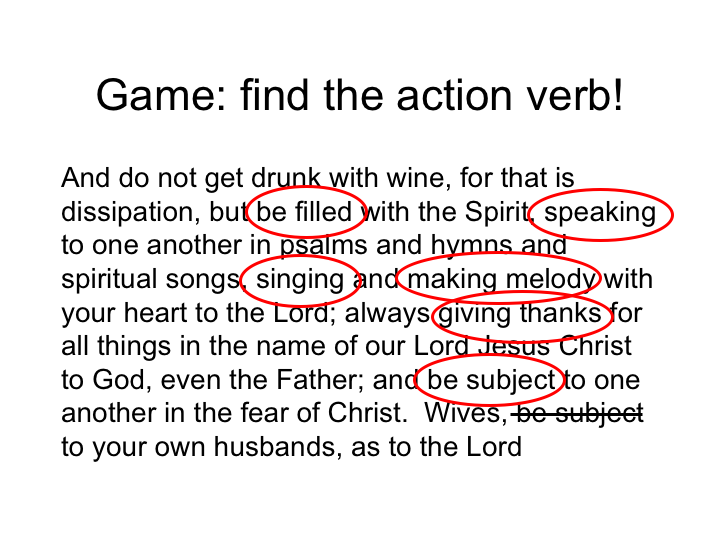 Game: find the action verb!
And do not get drunk with wine, for that is
dissipation, but be filled with the Spirit, speaking
to one another in psalms and hymns and
spiritual songs, singing and making melody with
your heart to the Lord; always giving thanks for
all things in the name of our Lord Jesus Christ
to God, even the Father; and be subject to one
another in the fear of Christ.  Wives, be subject
to your own husbands, as to the Lord